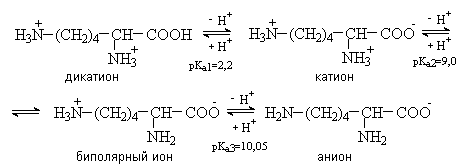 H₃N⁺—(CH₂)₄—CH—COOH - H⁺ ⇌ + H⁺ H₃N⁺—(CH₂)₄—CH—COO⁻ - H⁺ ⇌ + H⁺
NH₃⁺ pKa1=2,2 NH₃⁺ pKa2=9,0
дикатион катион
⇌ H₃N⁺—(CH₂)₄—CH—COO⁻ - H⁺ ⇌ + H⁺ H₂N—(CH₂)₄—CH—COO⁻
NH₂ pKa3=10,05 NH₂
биполярный ион анион